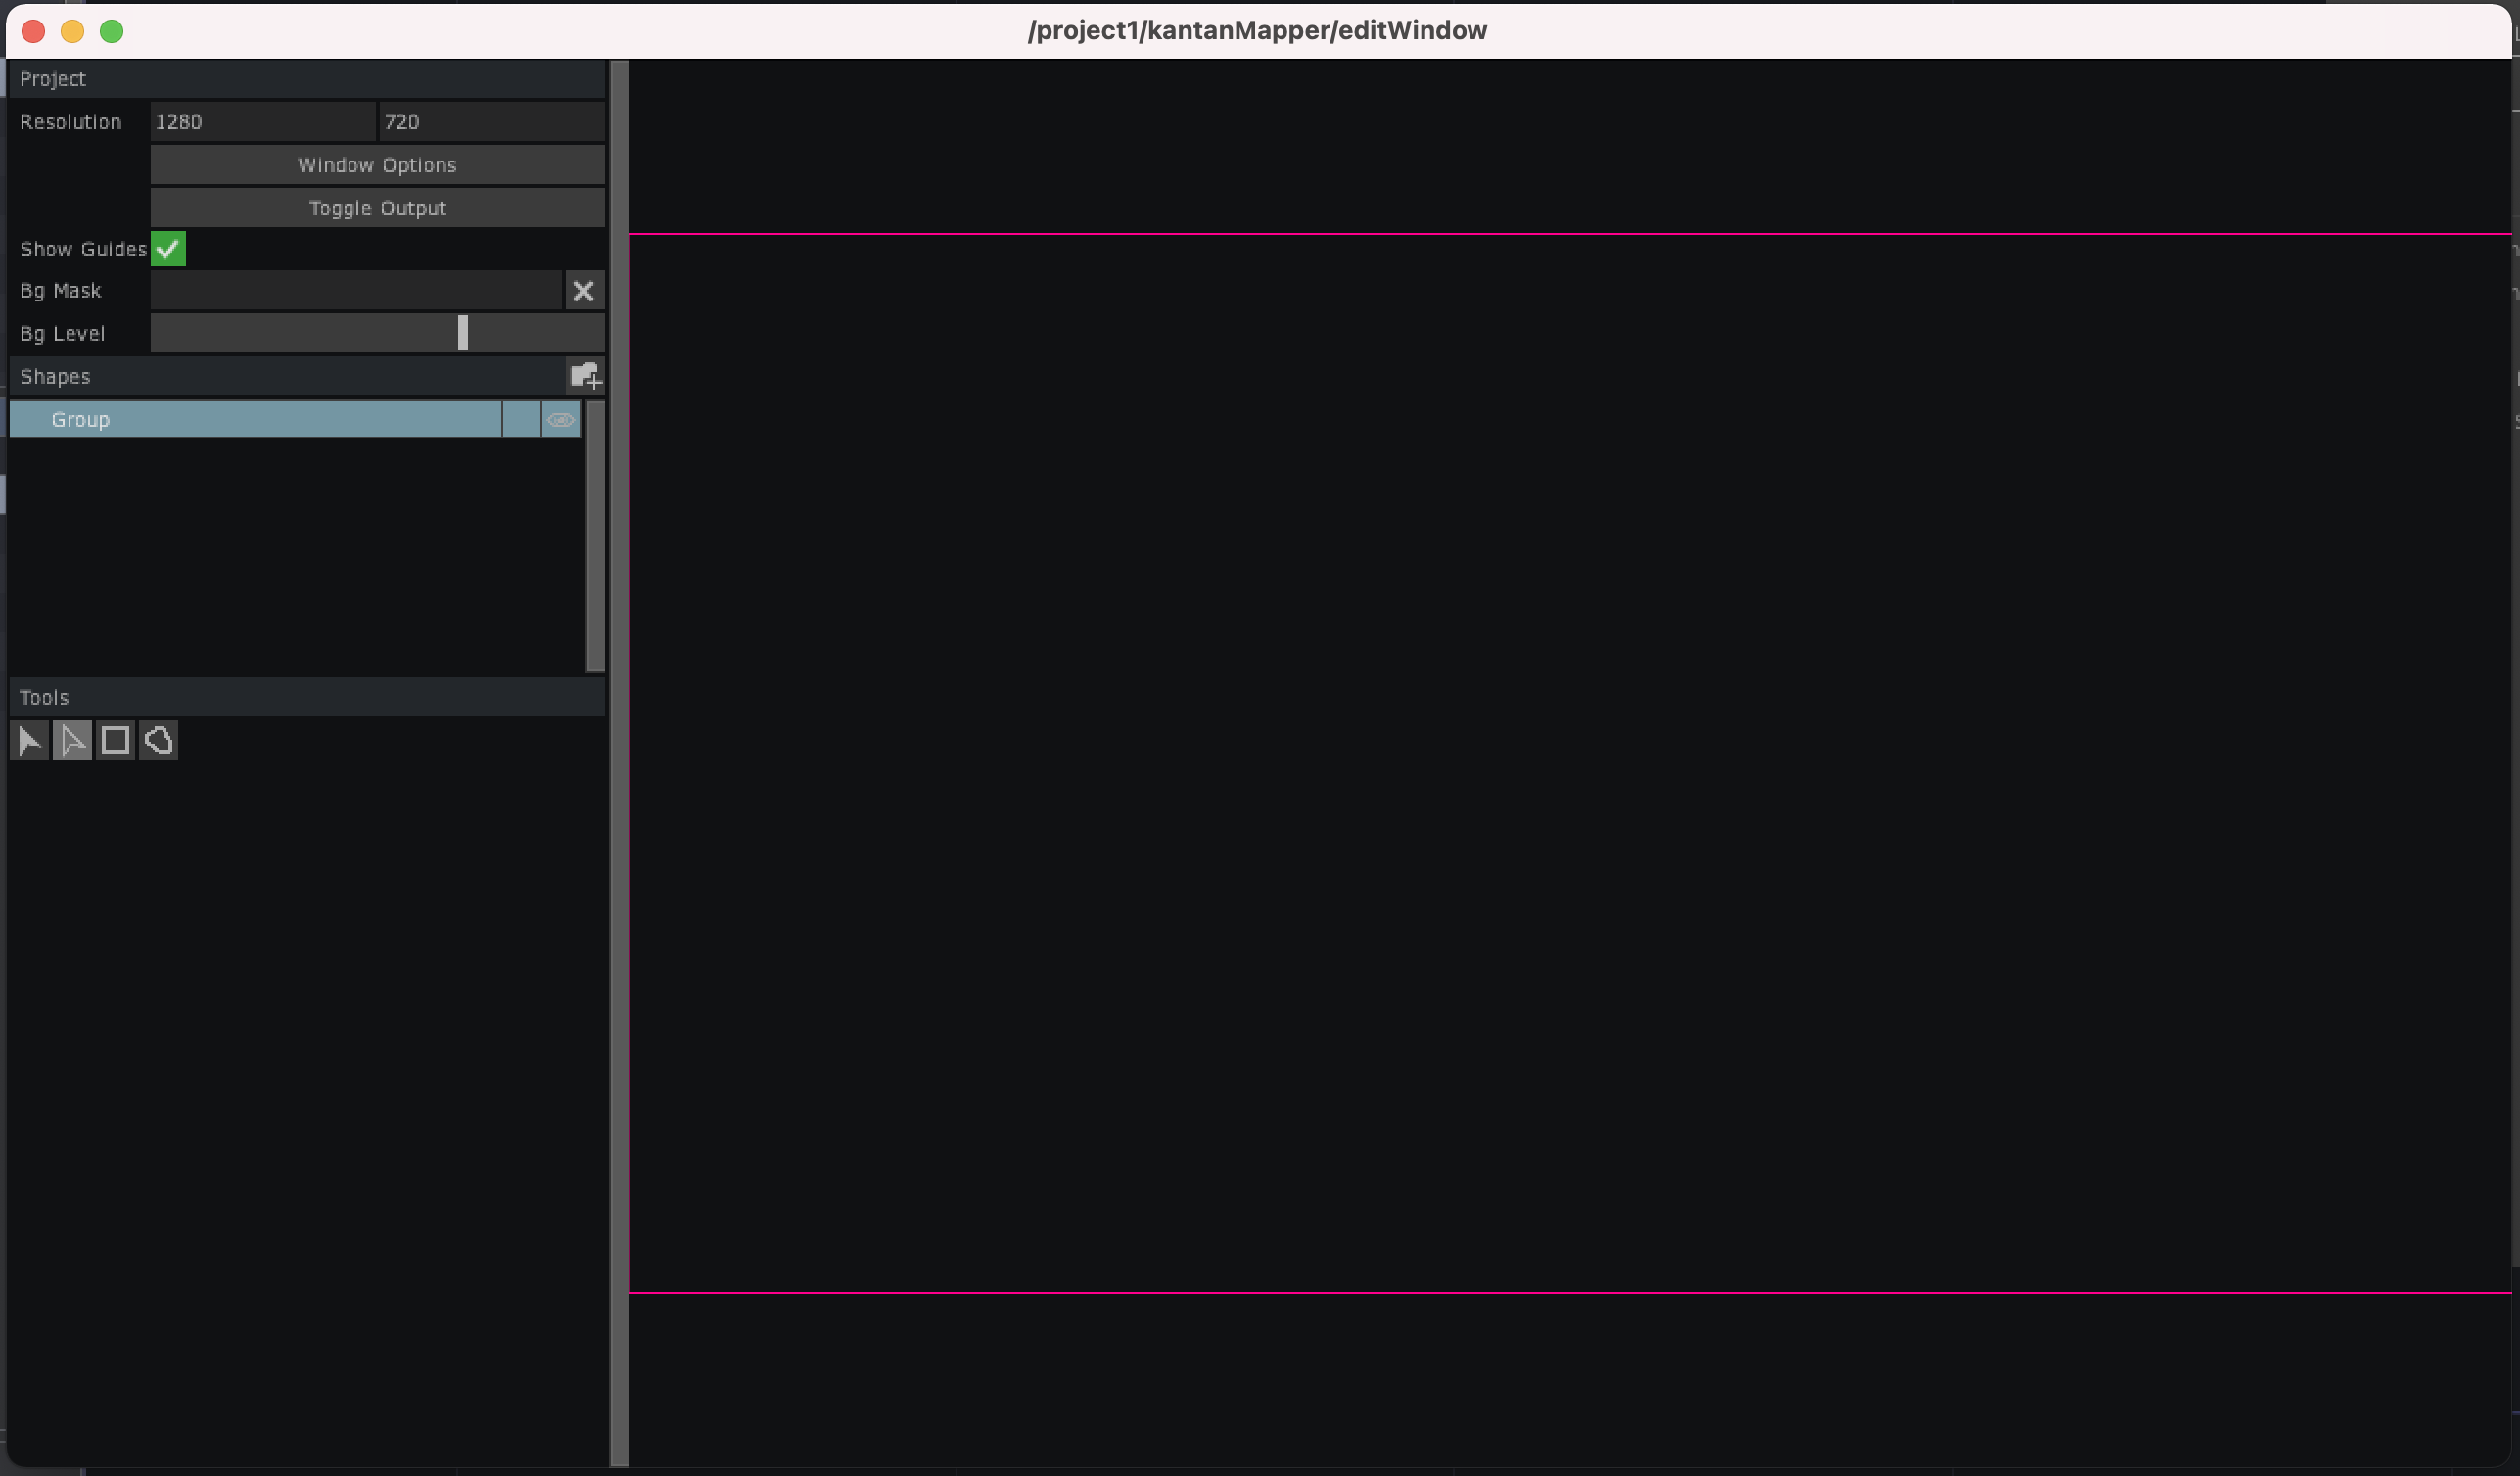 /project1/kantanMapper/editWindow
Project
Resolution 1280 720
Window Options
Toggle Output
Show Guides
Bg Mask
Bg Level
Shapes
Group
Tools